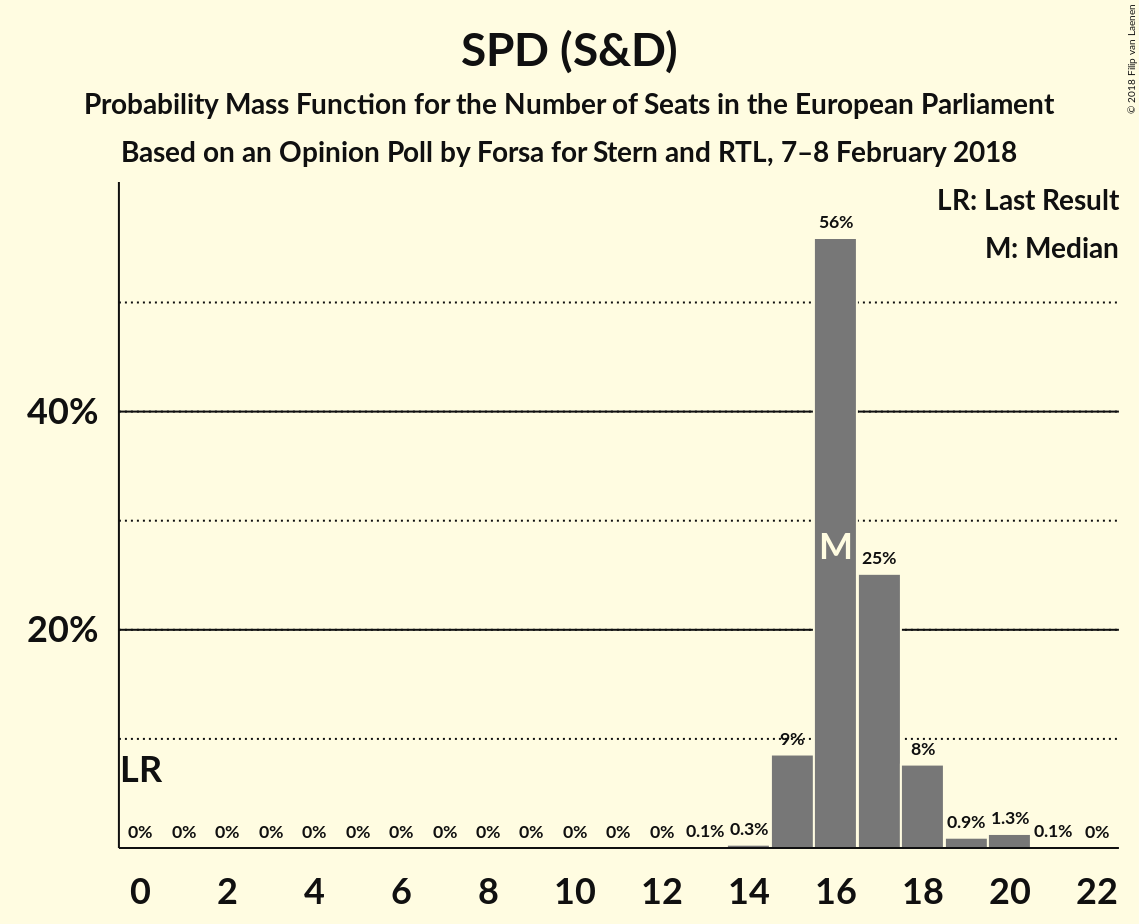 SPD (S&D)
Probability Mass Function for the Number of Seats in the European Parliament
Based on an Opinion Poll by Forsa for Stern and RTL, 7–8 February 2018
© 2018 Filip van Laenen
LR: Last Result
M: Median
56%
40%
M
25%
20%
9%
8%
LR
0% 0% 0% 0% 0% 0% 0% 0% 0% 0% 0% 0% 0% 0.1% 0.3% 0.9% 1.3% 0.1% 0%
0 2 4 6 8 10 12 14 16 18 20 22